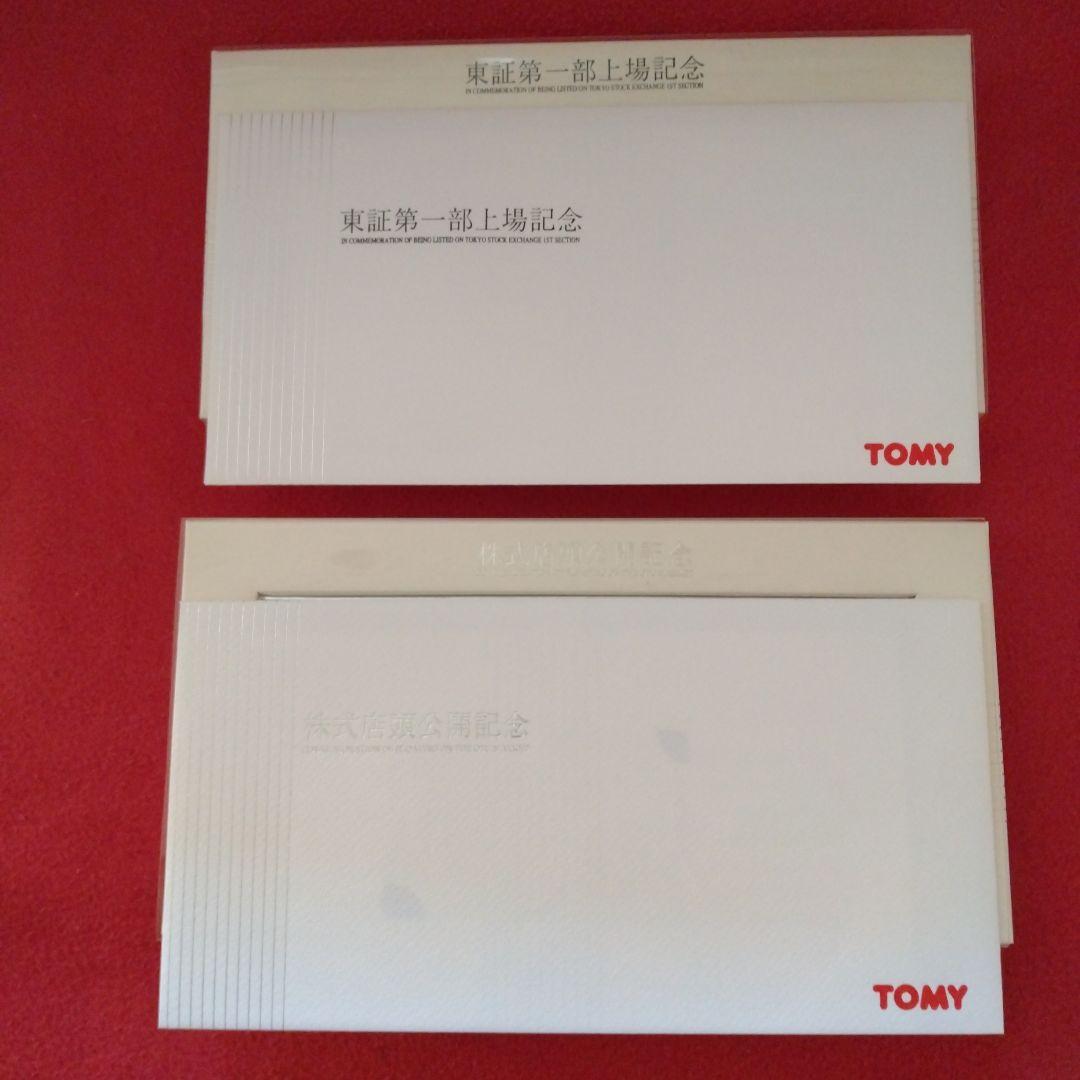 東証第一部上場記念
IN COMMEMORATION OF BEING LISTED ON TOKYO STOCK EXCHANGE 1ST SECTION
東証第一部上場記念
IN COMMEMORATION OF BEING LISTED ON TOKYO STOCK EXCHANGE 1ST SECTION
TOMY
株式店頭公開記念
株式店頭公開記念
TOMY